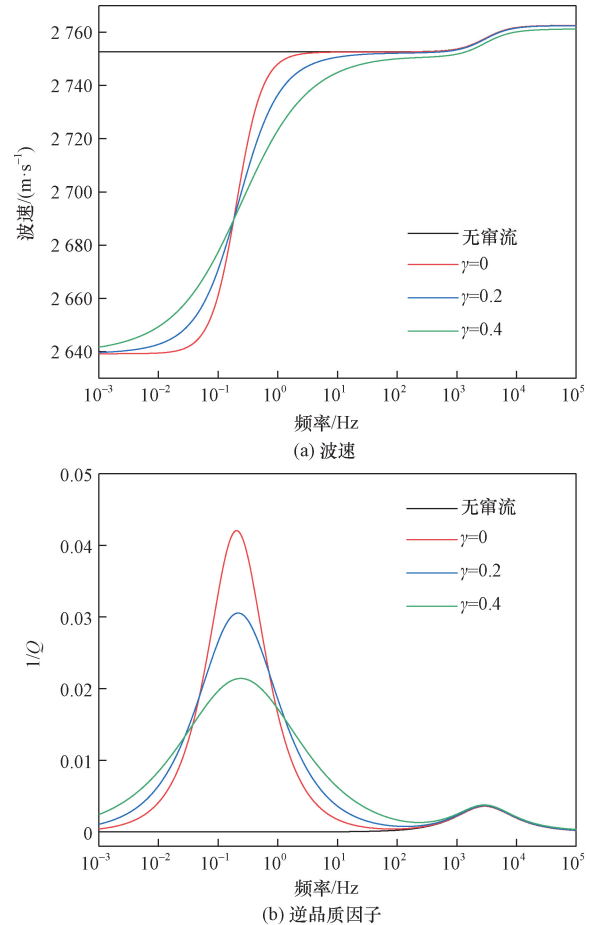 2 760
2 740
2 720
2 700
2 680
2 660
2 640
波速/(m·s⁻¹)
无窜流
γ=0
γ=0.2
γ=0.4
10⁻³ 10⁻² 10⁻¹ 10⁰ 10¹ 10² 10³ 10⁴ 10⁵
频率/Hz
(a) 波速
0.05
0.04
0.03
0.02
0.01
0
1/Q
无窜流
γ=0
γ=0.2
γ=0.4
10⁻³ 10⁻² 10⁻¹ 10⁰ 10¹ 10² 10³ 10⁴ 10⁵
频率/Hz
(b) 逆品质因子